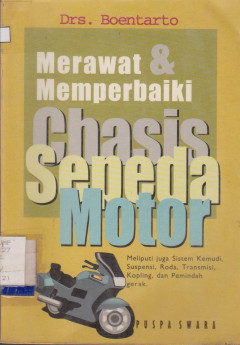 Drs. Boentarto
Merawat &
Memperbaiki
Chasis
Sepeda
Motor
Meliputi juga Sistem Kemudi,
Suspensi, Roda, Transmisi,
Kopling, dan Pemindah
gerak.
PUSPA SWARA